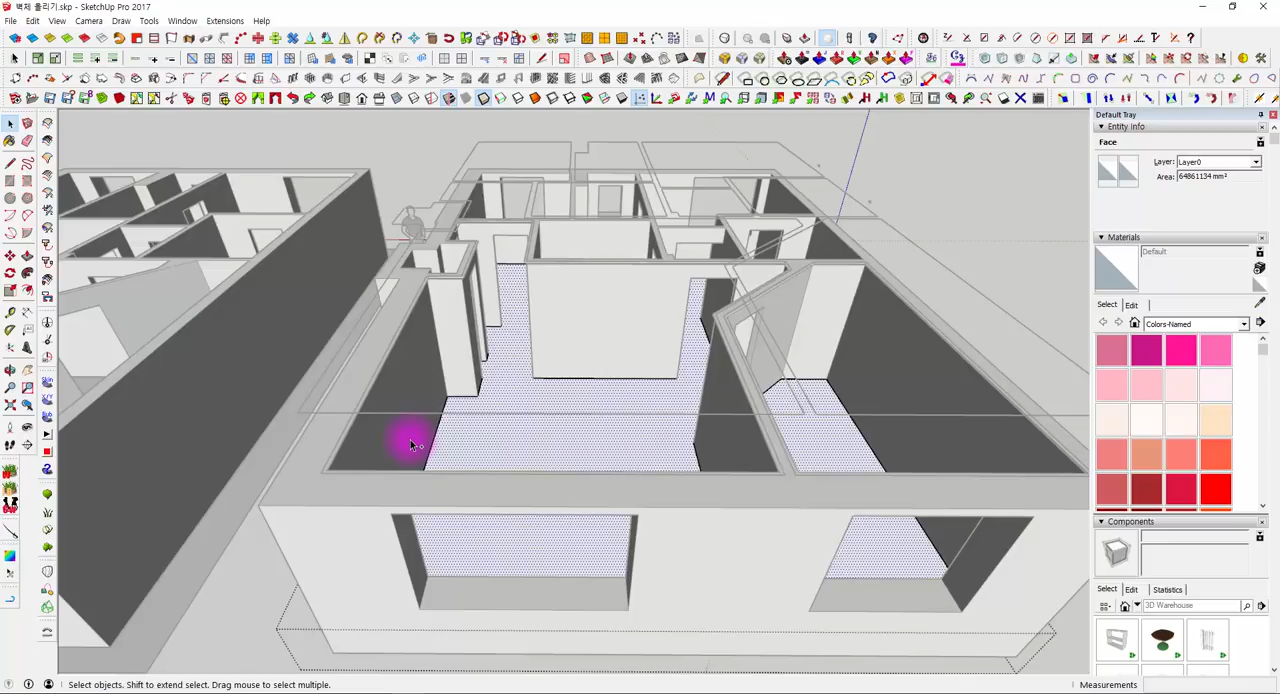 벽체 올리기.skp - SketchUp Pro 2017
File Edit View Camera Draw Tools Window Extensions Help
Default Tray
Entity Info
Face
Layer: Layer0
Area: 64861134 mm²
Materials
Default
Select Edit
Colors-Named
Components
Select Edit Statistics
3D Warehouse
Select objects. Shift to extend select. Drag mouse to select multiple.
Measurements